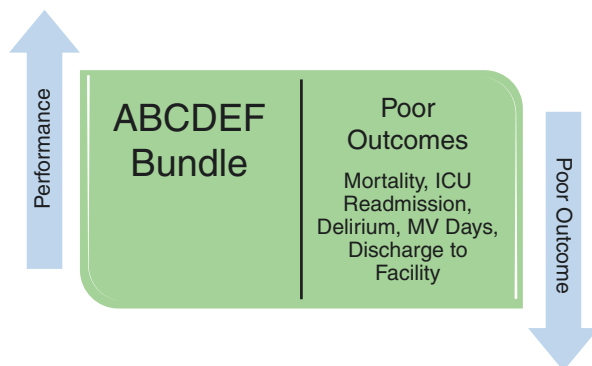 Performance
ABCDEF
Bundle
Poor
Outcomes
Mortality, ICU
Readmission,
Delirium, MV Days,
Discharge to
Facility
Poor Outcome